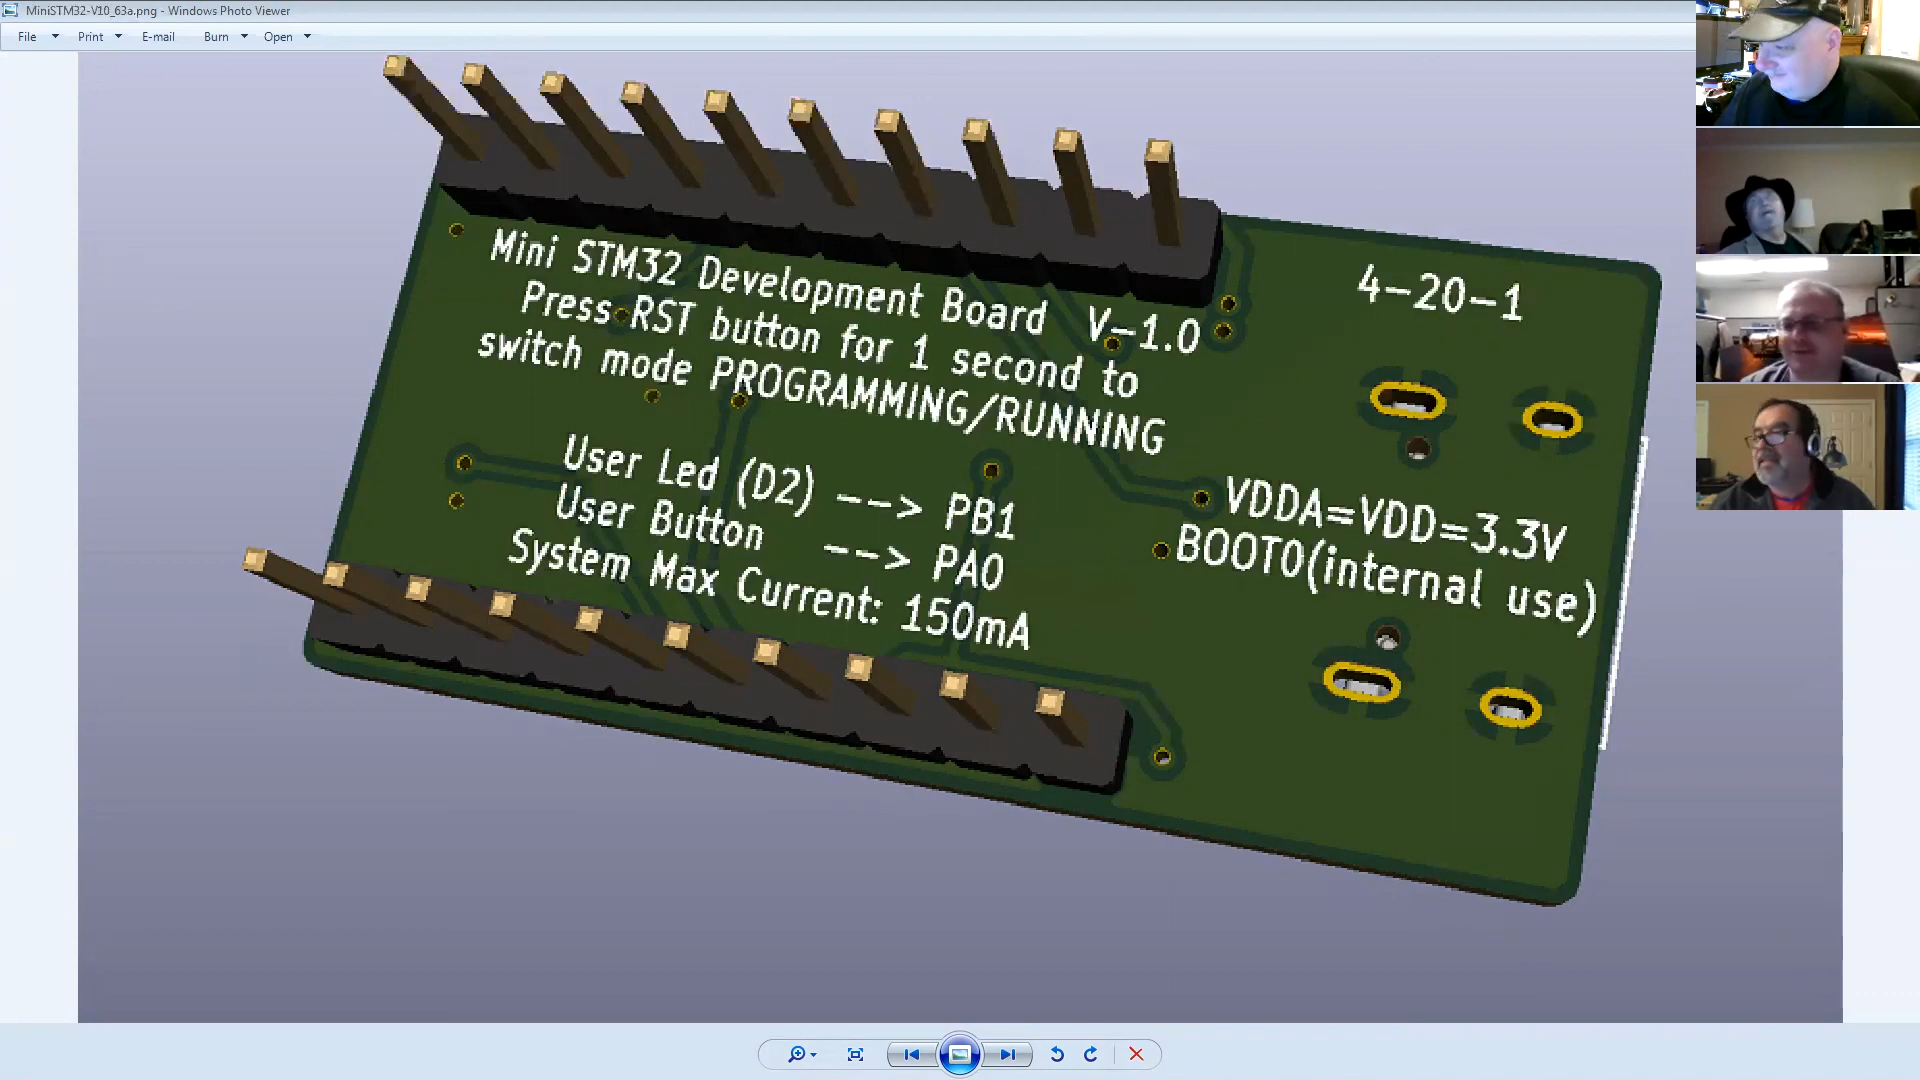 MiniSTM32-V10_63a.png - Windows Photo Viewer
File Print E-mail Burn Open
Mini STM32 Development Board V-1.0
Press RST button for 1 second to
switch mode PROGRAMMING/RUNNING
4-20-1
User Led (D2) --> PB1
User Button --> PA0
System Max Current: 150mA
VDDA=VDD=3.3V
BOOT0(internal use)